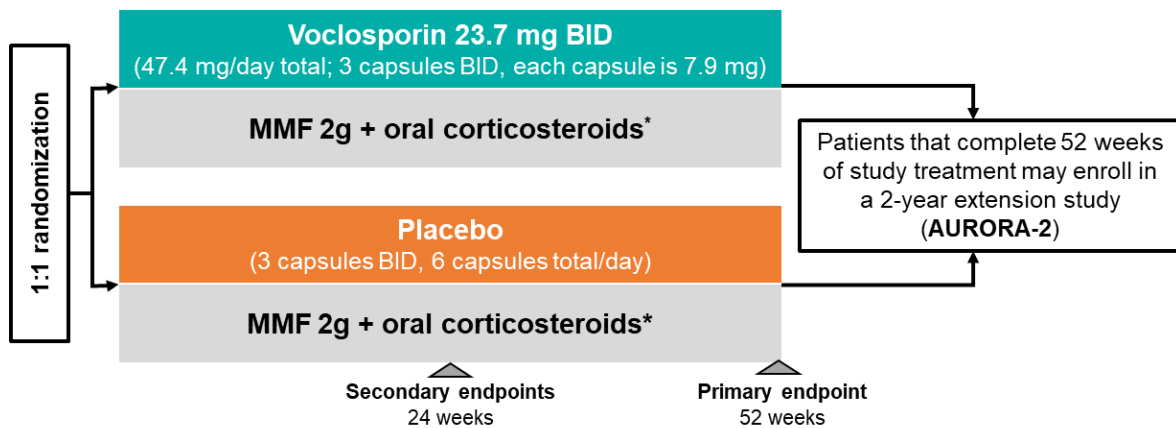 1:1 randomization
Voclosporin 23.7 mg BID
(47.4 mg/day total; 3 capsules BID, each capsule is 7.9 mg)
MMF 2g + oral corticosteroids*
Placebo
(3 capsules BID, 6 capsules total/day)
MMF 2g + oral corticosteroids*
Patients that complete 52 weeks
of study treatment may enroll in
a 2-year extension study
(AURORA-2)
Secondary endpoints
24 weeks
Primary endpoint
52 weeks